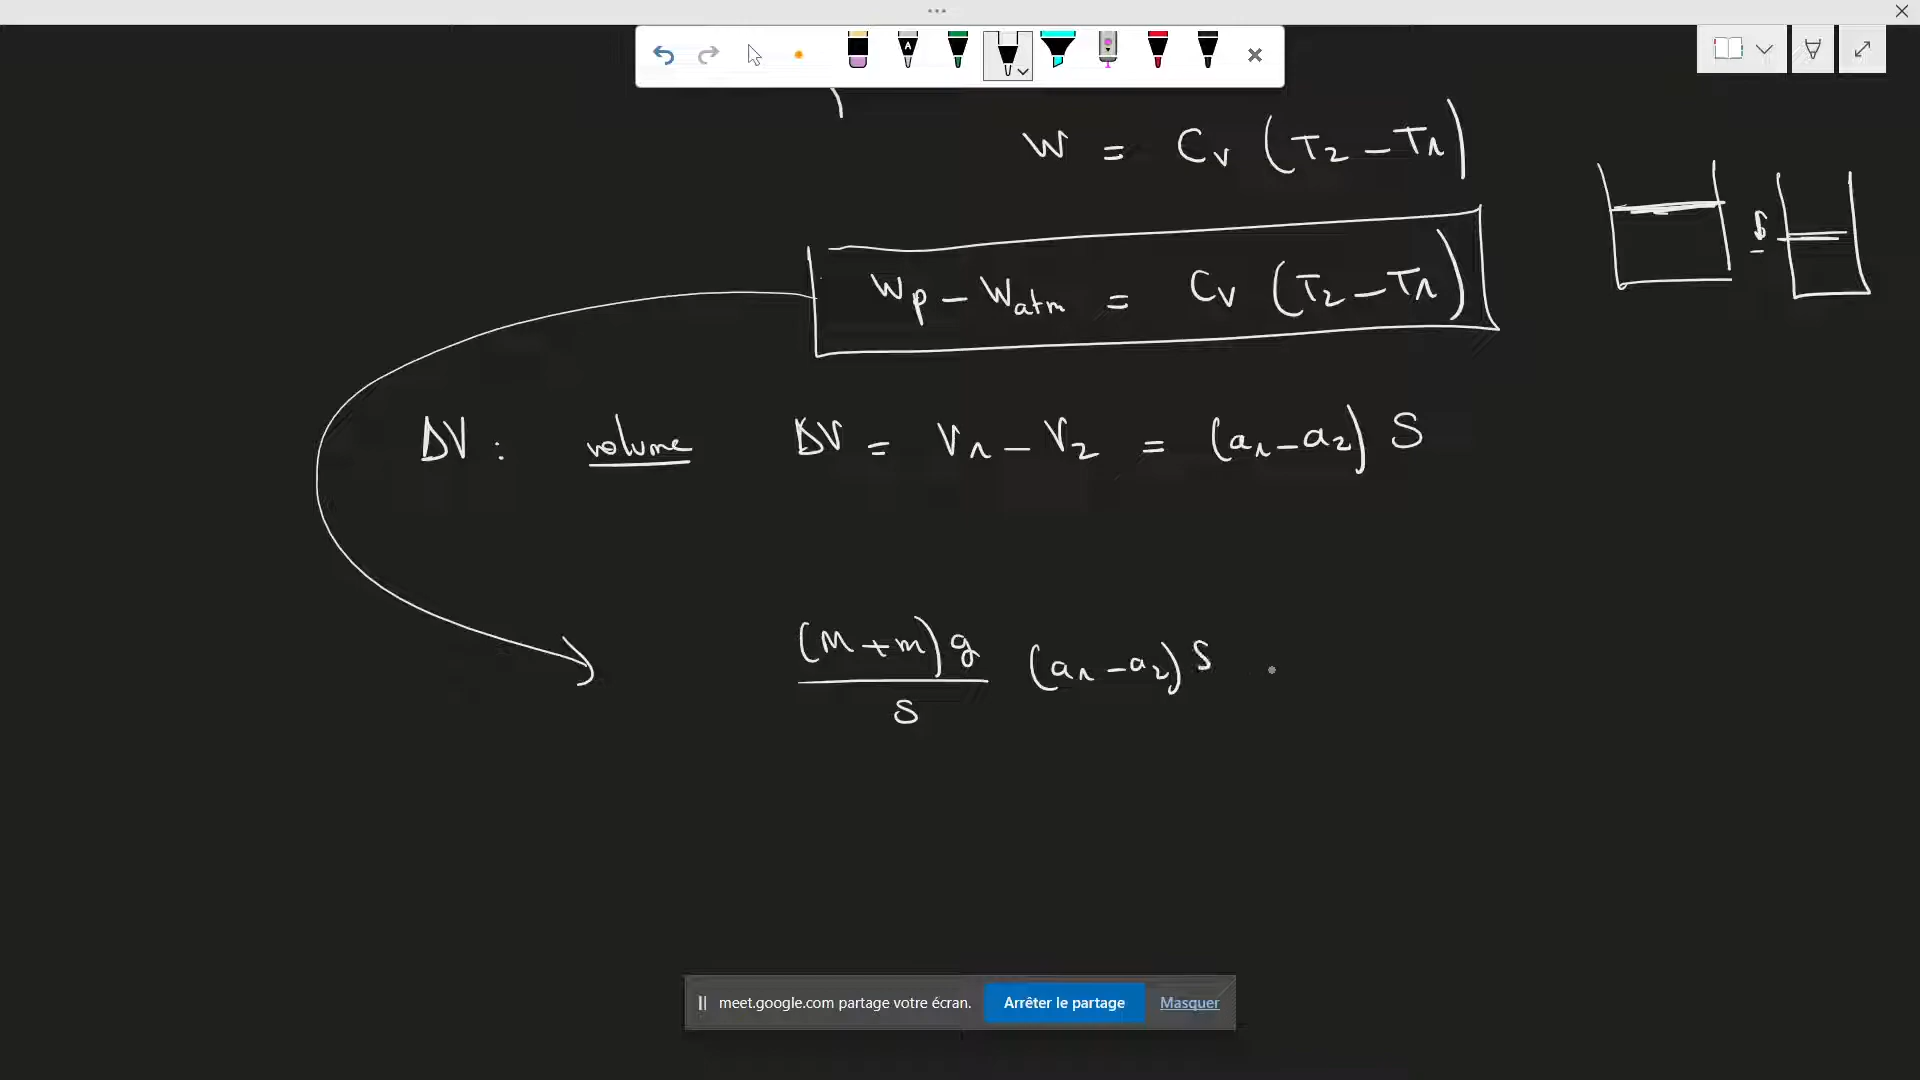 W = Cv (T2 - T1)
Wp - Watm = Cv (T2 - T1)
ΔV : volume ΔV = V1 - V2 = (a1 - a2) S
(M + m) g / S (a1 - a2) S
meet.google.com partage votre écran. Arrêter le partage Masquer